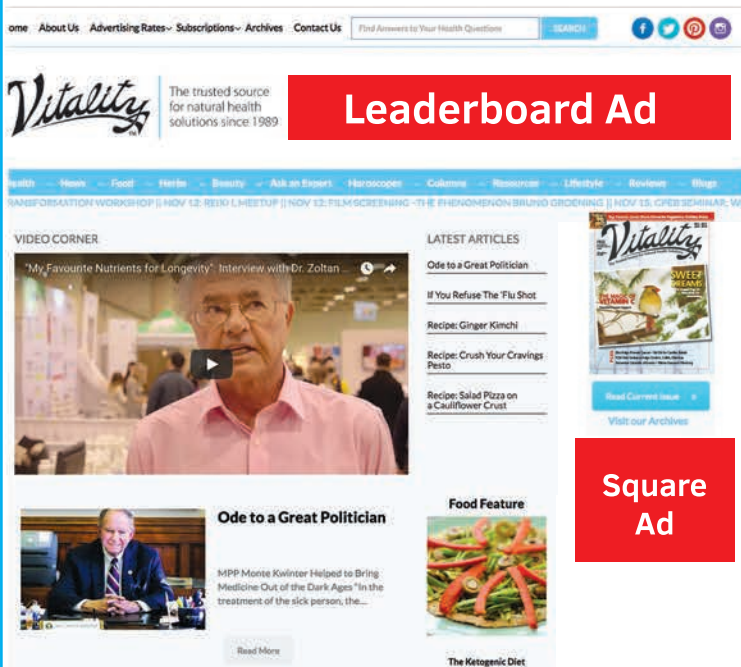 ome About Us Advertising Rates Subscriptions Archives Contact Us Find Answers to Your Health Questions SEARCH
Vitality
The trusted source
for natural health
solutions since 1989
Leaderboard Ad
ealth News Food Herbs Beauty Ask an Expert Horoscopes Columns Resources Lifestyle Reviews Blogs
RANSFORMATION WORKSHOP || NOV 12: REIKI I, MEETUP || NOV 12: FILM SCREENING -THE PHENOMENON BRUNO GROENING || NOV 15, CPEB SEMINAR; W
VIDEO CORNER
"My Favourite Nutrients for Longevity": Interview with Dr. Zoltan ...
LATEST ARTICLES
Ode to a Great Politician
If You Refuse The 'Flu Shot
Recipe: Ginger Kimchi
Recipe: Crush Your Cravings
Pesto
Recipe: Salad Pizza on
a Cauliflower Crust
Vitality
SWEET
DREAMS
THE MAGIC OF
VITAMIN C
Read Current Issue
Visit our Archives
Square
Ad
Ode to a Great Politician
MPP Monte Kwinter Helped to Bring
Medicine Out of the Dark Ages "In the
treatment of the sick person, the...
Read More
Food Feature
The Ketogenic Diet